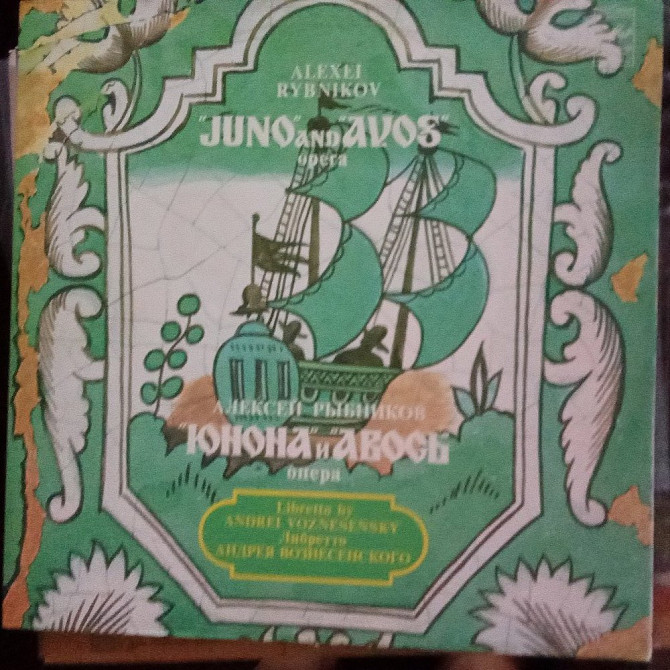 ALEXEI
RYBNIKOV
"JUNO" AND "AVOS"
opera
АЛЕКСЕЙ РЫБНИКОВ
"ЮНОНА" и "АВОСЬ"
опера
Libretto by
ANDREI VOZNESENSKY
Либретто
АНДРЕЯ ВОЗНЕСЕНСКОГО